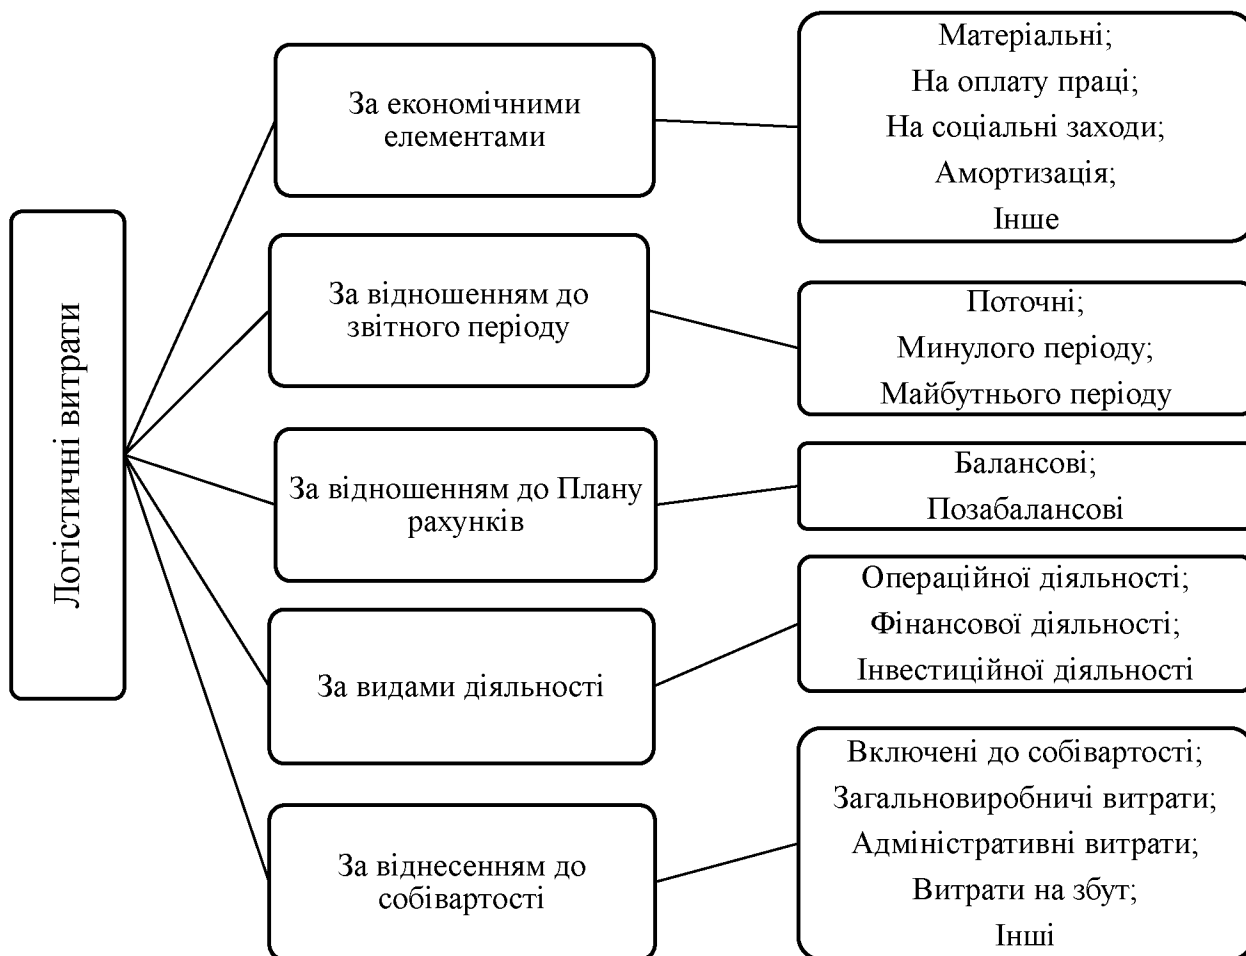 Логістичні витрати
За економічними
елементами
Матеріальні;
На оплату праці;
На соціальні заходи;
Амортизація;
Інше
За відношенням до
звітного періоду
Поточні;
Минулого періоду;
Майбутнього періоду
За відношенням до Плану
рахунків
Балансові;
Позабалансові
За видами діяльності
Операційної діяльності;
Фінансової діяльності;
Інвестиційної діяльності
За віднесенням до
собівартості
Включені до собівартості;
Загальновиробничі витрати;
Адміністративні витрати;
Витрати на збут;
Інші